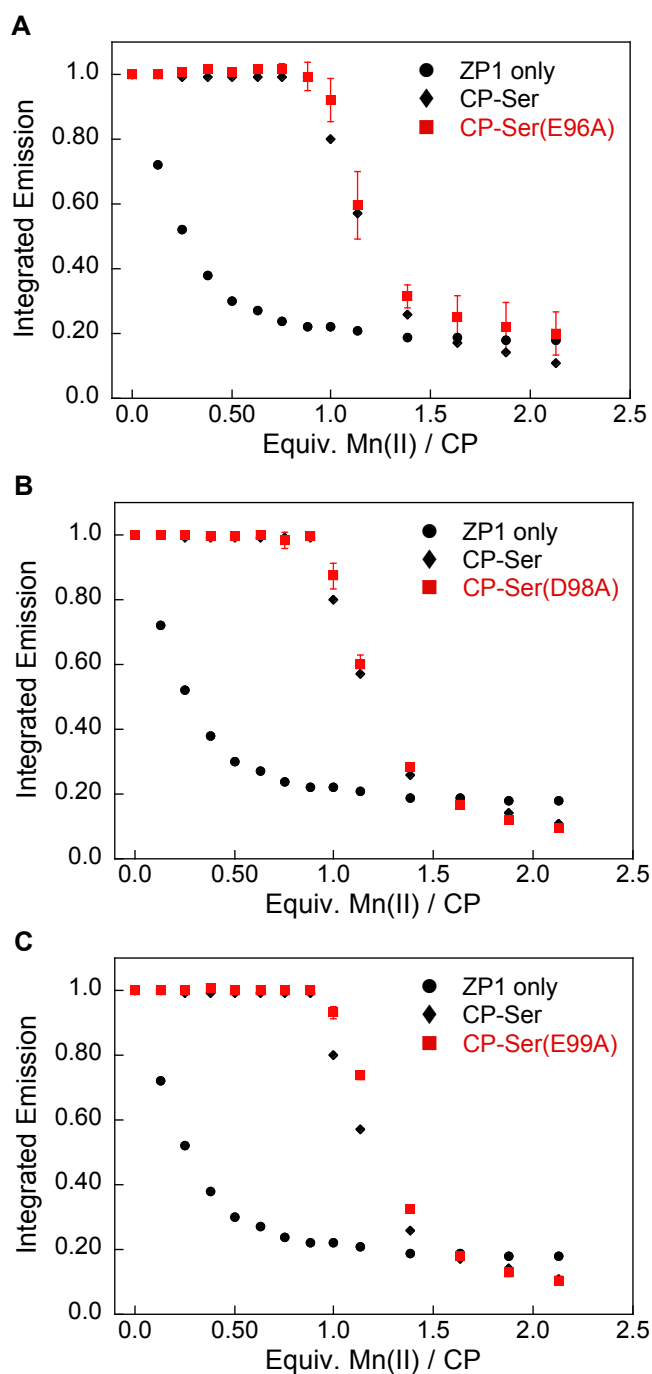 A
1.0
0.80
0.60
0.40
0.20
0.0
Integrated Emission
ZP1 only
CP-Ser
CP-Ser(E96A)
0.0 0.50 1.0 1.5 2.0 2.5
Equiv. Mn(II) / CP
B
1.0
0.80
0.60
0.40
0.20
0.0
Integrated Emission
ZP1 only
CP-Ser
CP-Ser(D98A)
0.0 0.50 1.0 1.5 2.0 2.5
Equiv. Mn(II) / CP
C
1.0
0.80
0.60
0.40
0.20
0.0
Integrated Emission
ZP1 only
CP-Ser
CP-Ser(E99A)
0.0 0.50 1.0 1.5 2.0 2.5
Equiv. Mn(II) / CP